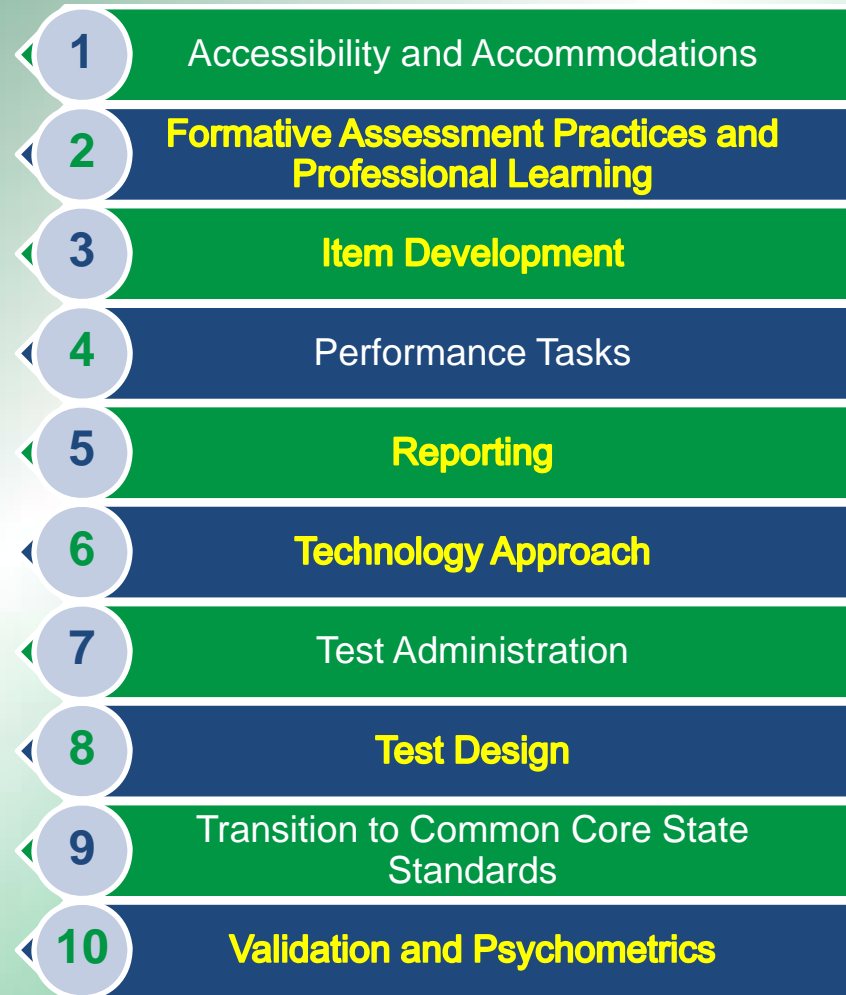 1
Accessibility and Accommodations
2
Formative Assessment Practices and
Professional Learning
3
Item Development
4
Performance Tasks
5
Reporting
6
Technology Approach
7
Test Administration
8
Test Design
9
Transition to Common Core State
Standards
10
Validation and Psychometrics